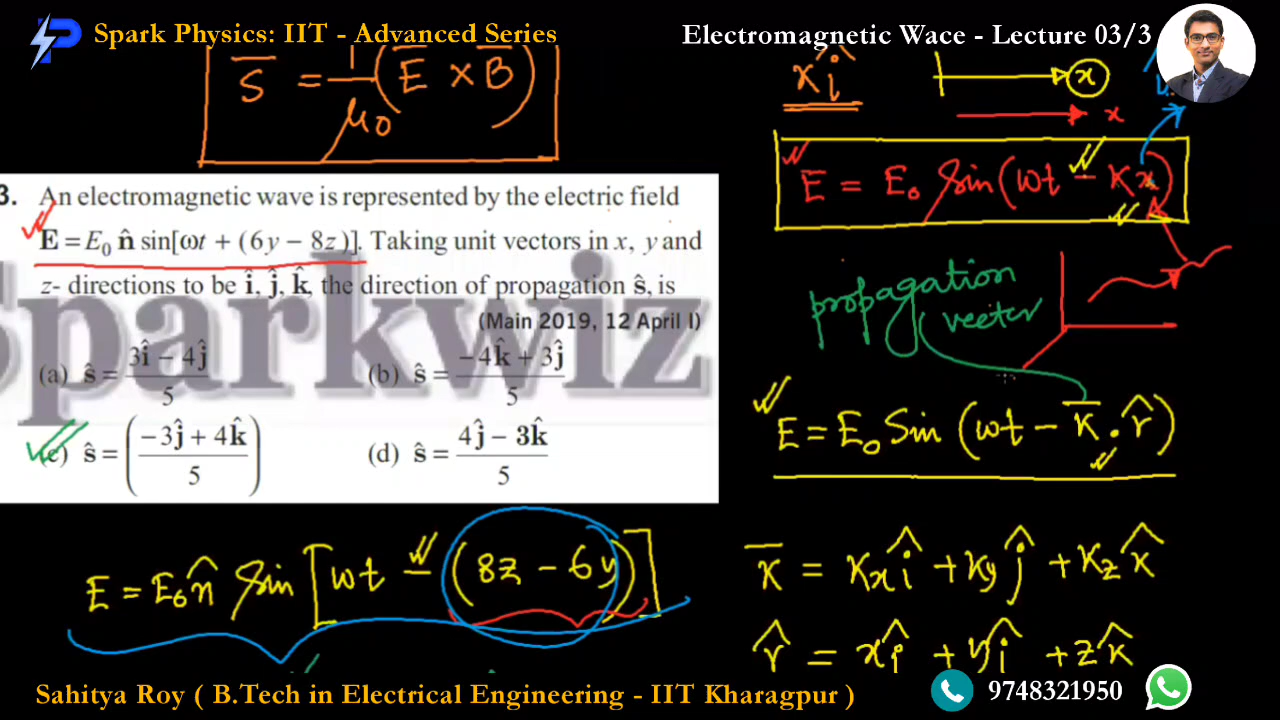 Spark Physics: IIT - Advanced Series
Electromagnetic Wace - Lecture 03/3
S̅ = 1/μ₀ (E̅ × B̅)
x î
x
x
E = E₀ Sin(ωt − Kx)
3. An electromagnetic wave is represented by the electric field
E = E₀ n̂ sin[ωt + (6y − 8z)]. Taking unit vectors in x, y and
z- directions to be î, ĵ, k̂, the direction of propagation ŝ, is
(Main 2019, 12 April I)
(a) ŝ = (3î − 4ĵ)/5
(b) ŝ = (−4k̂ + 3ĵ)/5
(c) ŝ = ((−3ĵ + 4k̂)/5)
(d) ŝ = (4ĵ − 3k̂)/5
Sparkwiz
propagation
vector
E = E₀ Sin (ωt − K̅ . r̂)
E = E₀ n̂ Sin [ωt − (8z − 6y)]
K̅ = Kx î + Ky ĵ + Kz k̂
r̂ = x î + y ĵ + z k̂
Sahitya Roy ( B.Tech in Electrical Engineering - IIT Kharagpur )
9748321950